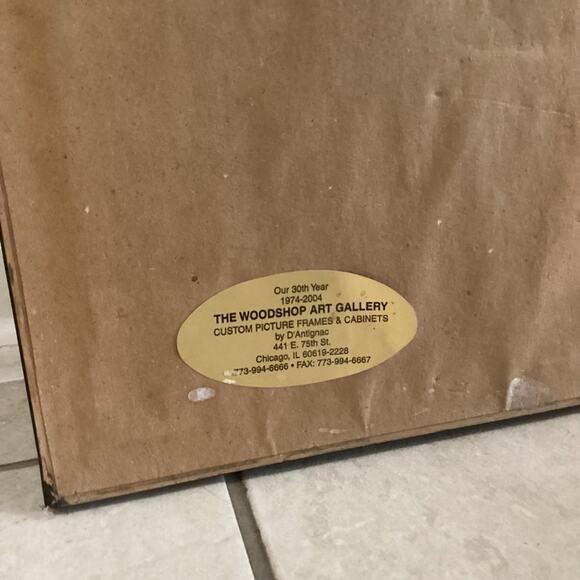 Our 30th Year
1974-2004
THE WOODSHOP ART GALLERY
CUSTOM PICTURE FRAMES & CABINETS
by D'Antignac
441 E. 75th St.
Chicago, IL 60619-2228
773-994-6666 • FAX: 773-994-6667